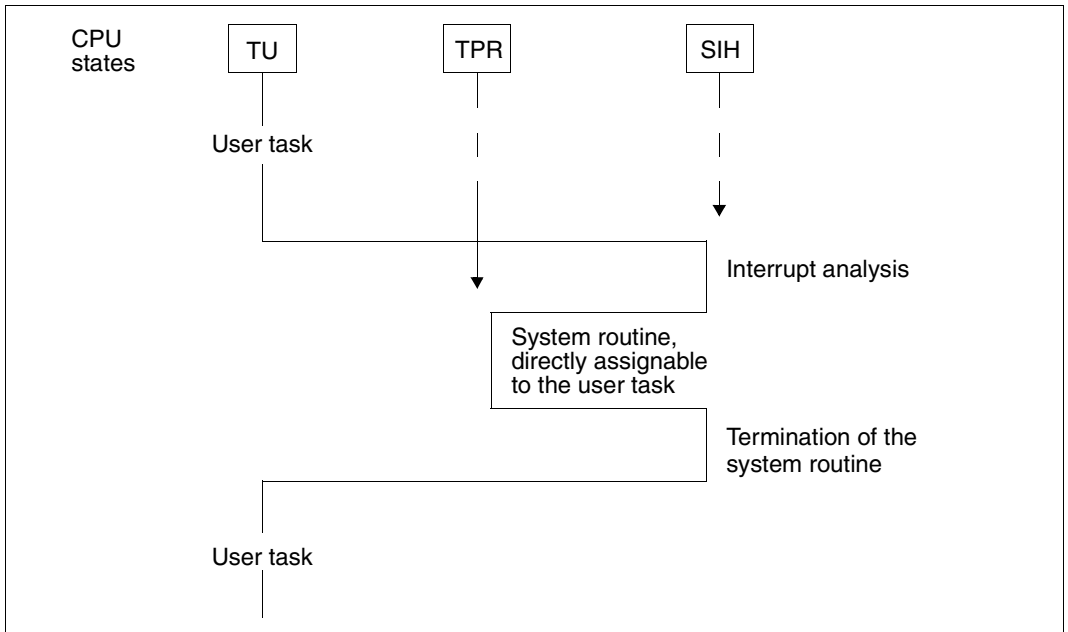 CPU
states
TU
TPR
SIH
User task
Interrupt analysis
System routine,
directly assignable
to the user task
Termination of the
system routine
User task